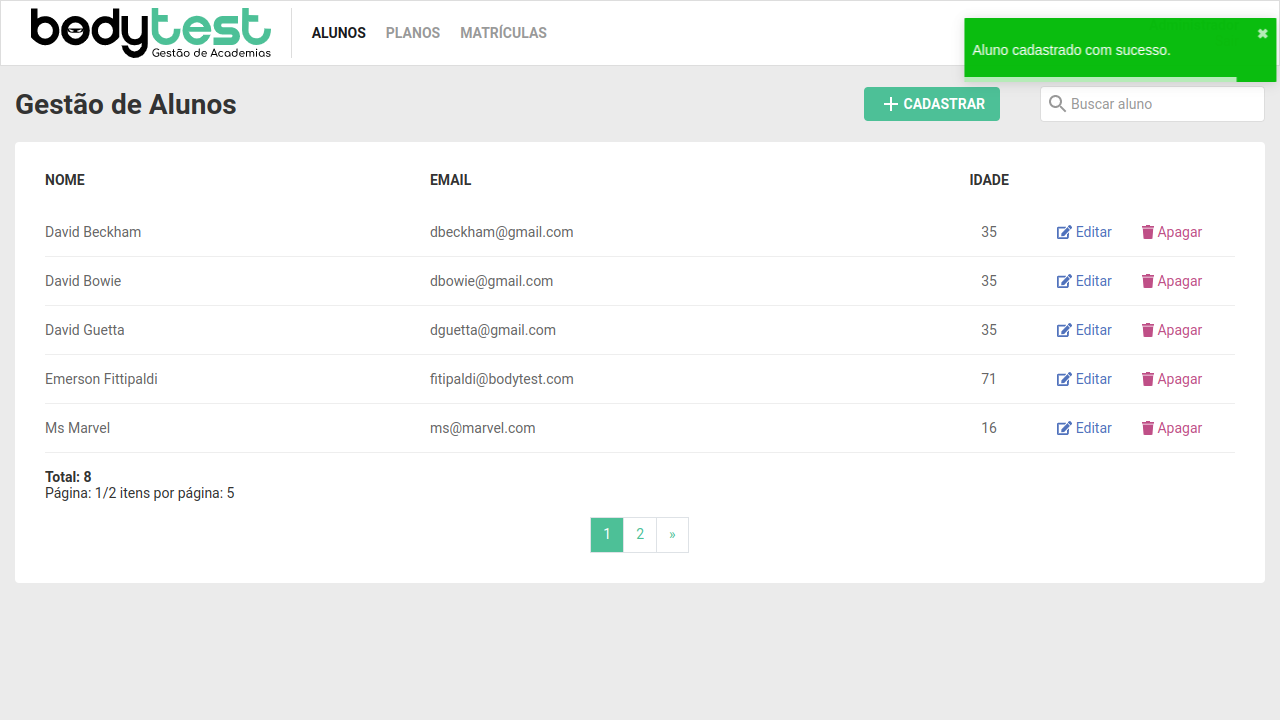 bodytest
Gestão de Academias
ALUNOS PLANOS MATRÍCULAS
Aluno cadastrado com sucesso. ✖
Gestão de Alunos
CADASTRAR
Buscar aluno
NOME EMAIL IDADE
David Beckham dbeckham@gmail.com 35 Editar Apagar
David Bowie dbowie@gmail.com 35 Editar Apagar
David Guetta dguetta@gmail.com 35 Editar Apagar
Emerson Fittipaldi fitipaldi@bodytest.com 71 Editar Apagar
Ms Marvel ms@marvel.com 16 Editar Apagar
Total: 8
Página: 1/2 itens por página: 5
1 2 »